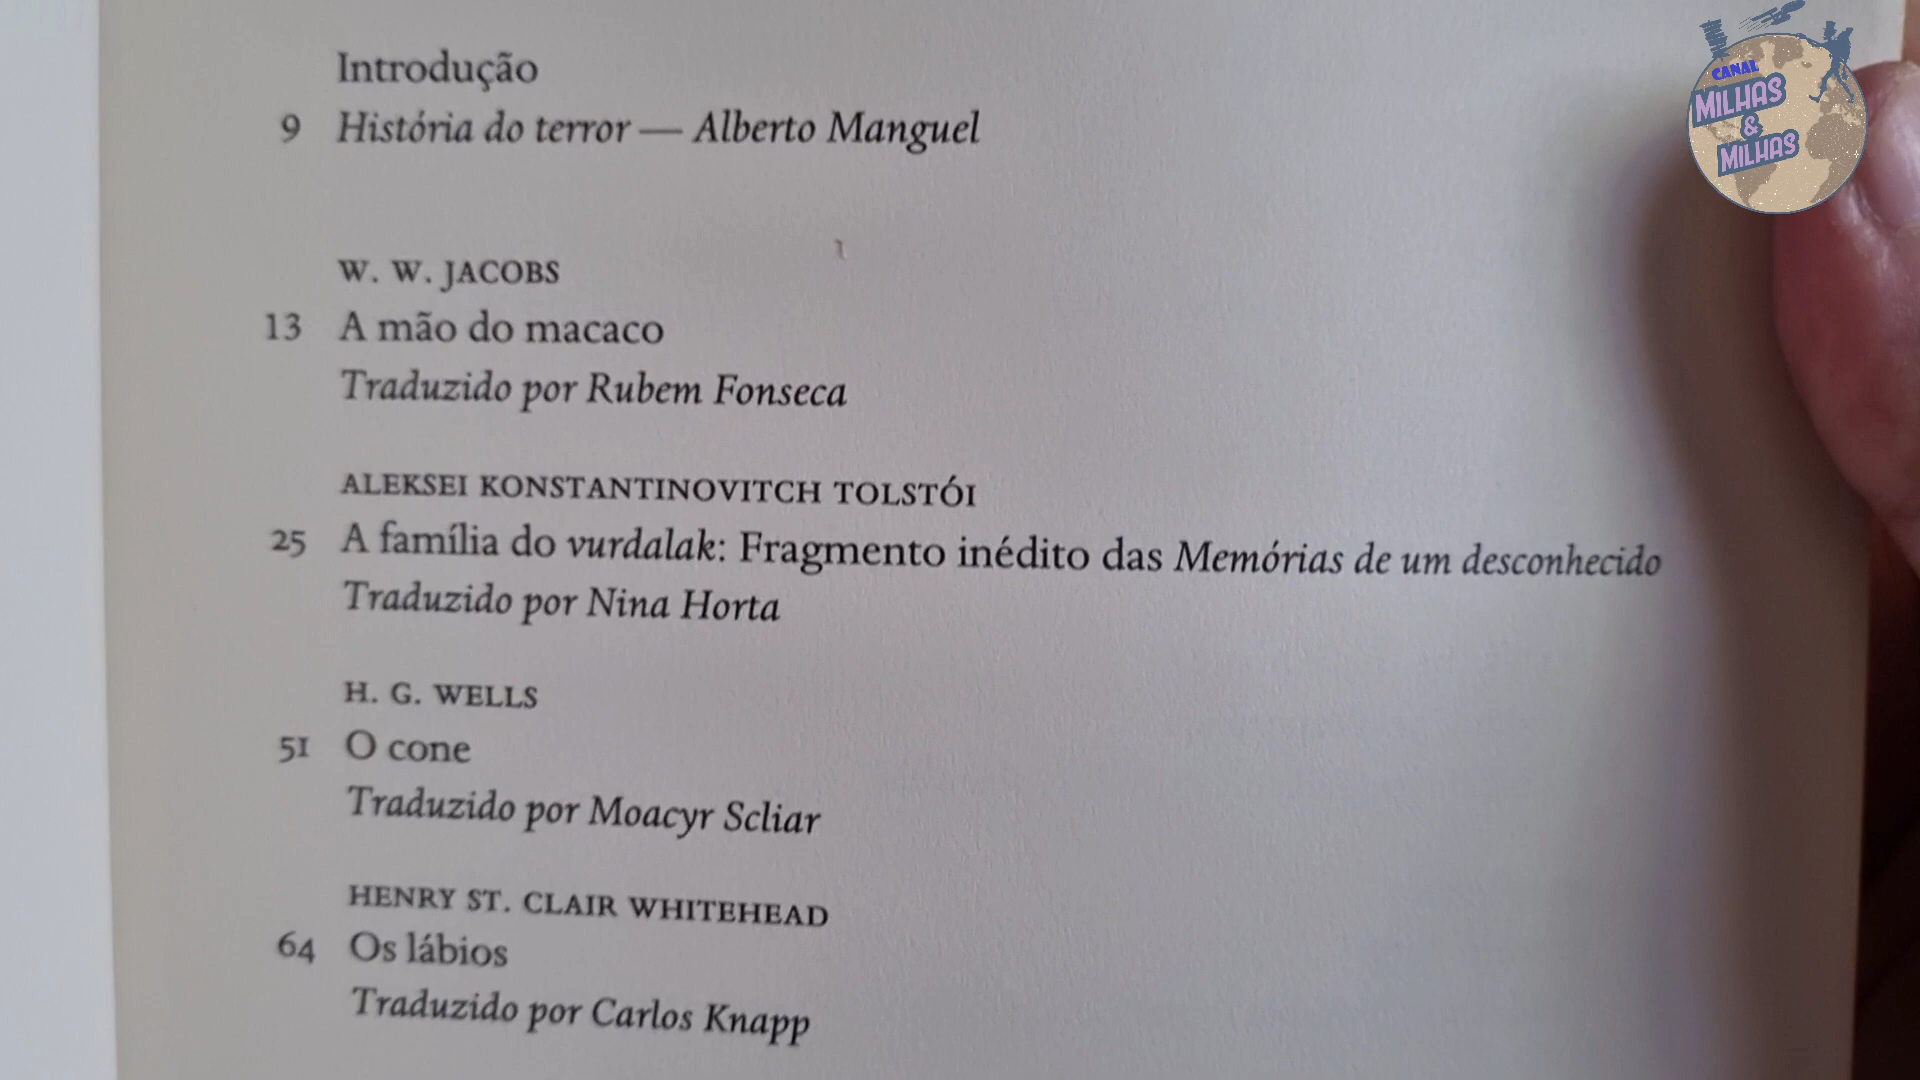 Introdução
9 História do terror — Alberto Manguel
W. W. JACOBS
13 A mão do macaco
Traduzido por Rubem Fonseca
ALEKSEI KONSTANTINOVITCH TOLSTÓI
25 A família do vurdalak: Fragmento inédito das Memórias de um desconhecido
Traduzido por Nina Horta
H. G. WELLS
51 O cone
Traduzido por Moacyr Scliar
HENRY ST. CLAIR WHITEHEAD
64 Os lábios
Traduzido por Carlos Knapp
CANAL
MILHAS
&
MILHAS